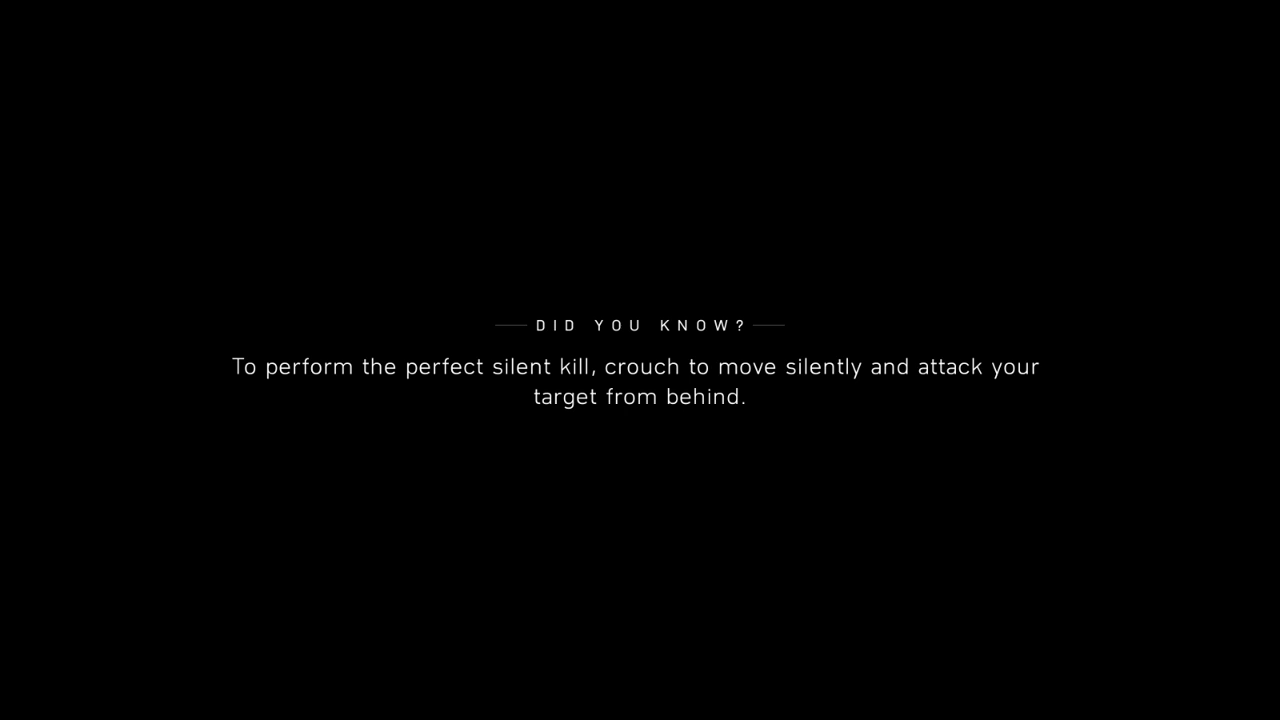 DID YOU KNOW?
To perform the perfect silent kill, crouch to move silently and attack your
target from behind.